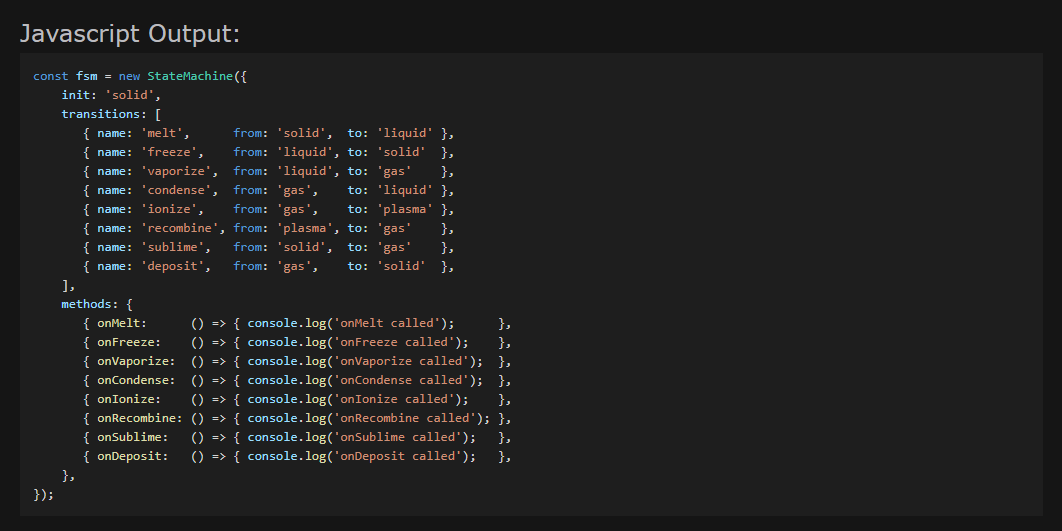 Javascript Output:
const fsm = new StateMachine({
    init: 'solid',
    transitions: [
       { name: 'melt',      from: 'solid',  to: 'liquid' },
       { name: 'freeze',    from: 'liquid', to: 'solid'  },
       { name: 'vaporize',  from: 'liquid', to: 'gas'    },
       { name: 'condense',  from: 'gas',    to: 'liquid' },
       { name: 'ionize',    from: 'gas',    to: 'plasma' },
       { name: 'recombine', from: 'plasma', to: 'gas'    },
       { name: 'sublime',   from: 'solid',  to: 'gas'    },
       { name: 'deposit',   from: 'gas',    to: 'solid'  },
    ],
    methods: {
       { onMelt:      () => { console.log('onMelt called');      },
       { onFreeze:    () => { console.log('onFreeze called');    },
       { onVaporize:  () => { console.log('onVaporize called');  },
       { onCondense:  () => { console.log('onCondense called');  },
       { onIonize:    () => { console.log('onIonize called');    },
       { onRecombine: () => { console.log('onRecombine called'); },
       { onSublime:   () => { console.log('onSublime called');   },
       { onDeposit:   () => { console.log('onDeposit called');   },
    },
});